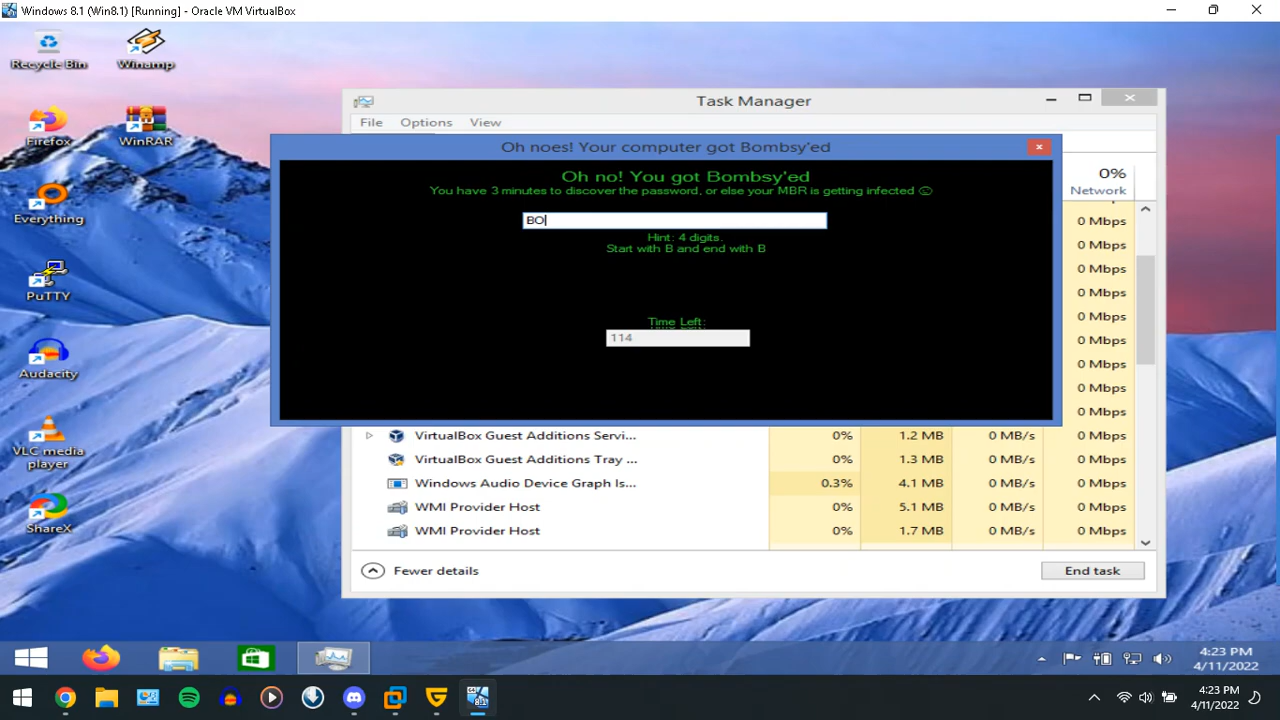 Windows 8.1 (Win8.1) [Running] - Oracle VM VirtualBox
Recycle Bin
Winamp
Firefox
WinRAR
Everything
PuTTY
Audacity
VLC media
player
ShareX
Task Manager
File Options View
Oh noes! Your computer got Bombsy'ed
Oh no! You got Bombsy'ed
You have 3 minutes to discover the password, or else your MBR is getting infected ☹
BO
Hint: 4 digits.
Start with B and end with B
Time Left:
114
0%
Network
0 Mbps
0 Mbps
0 Mbps
0 Mbps
0 Mbps
0 Mbps
0 Mbps
0 Mbps
0 Mbps
VirtualBox Guest Additions Servi... 0% 1.2 MB 0 MB/s 0 Mbps
VirtualBox Guest Additions Tray ... 0% 1.3 MB 0 MB/s 0 Mbps
Windows Audio Device Graph Is... 0.3% 4.1 MB 0 MB/s 0 Mbps
WMI Provider Host 0% 5.1 MB 0 MB/s 0 Mbps
WMI Provider Host 0% 1.7 MB 0 MB/s 0 Mbps
Fewer details
End task
4:23 PM
4/11/2022
4:23 PM
4/11/2022